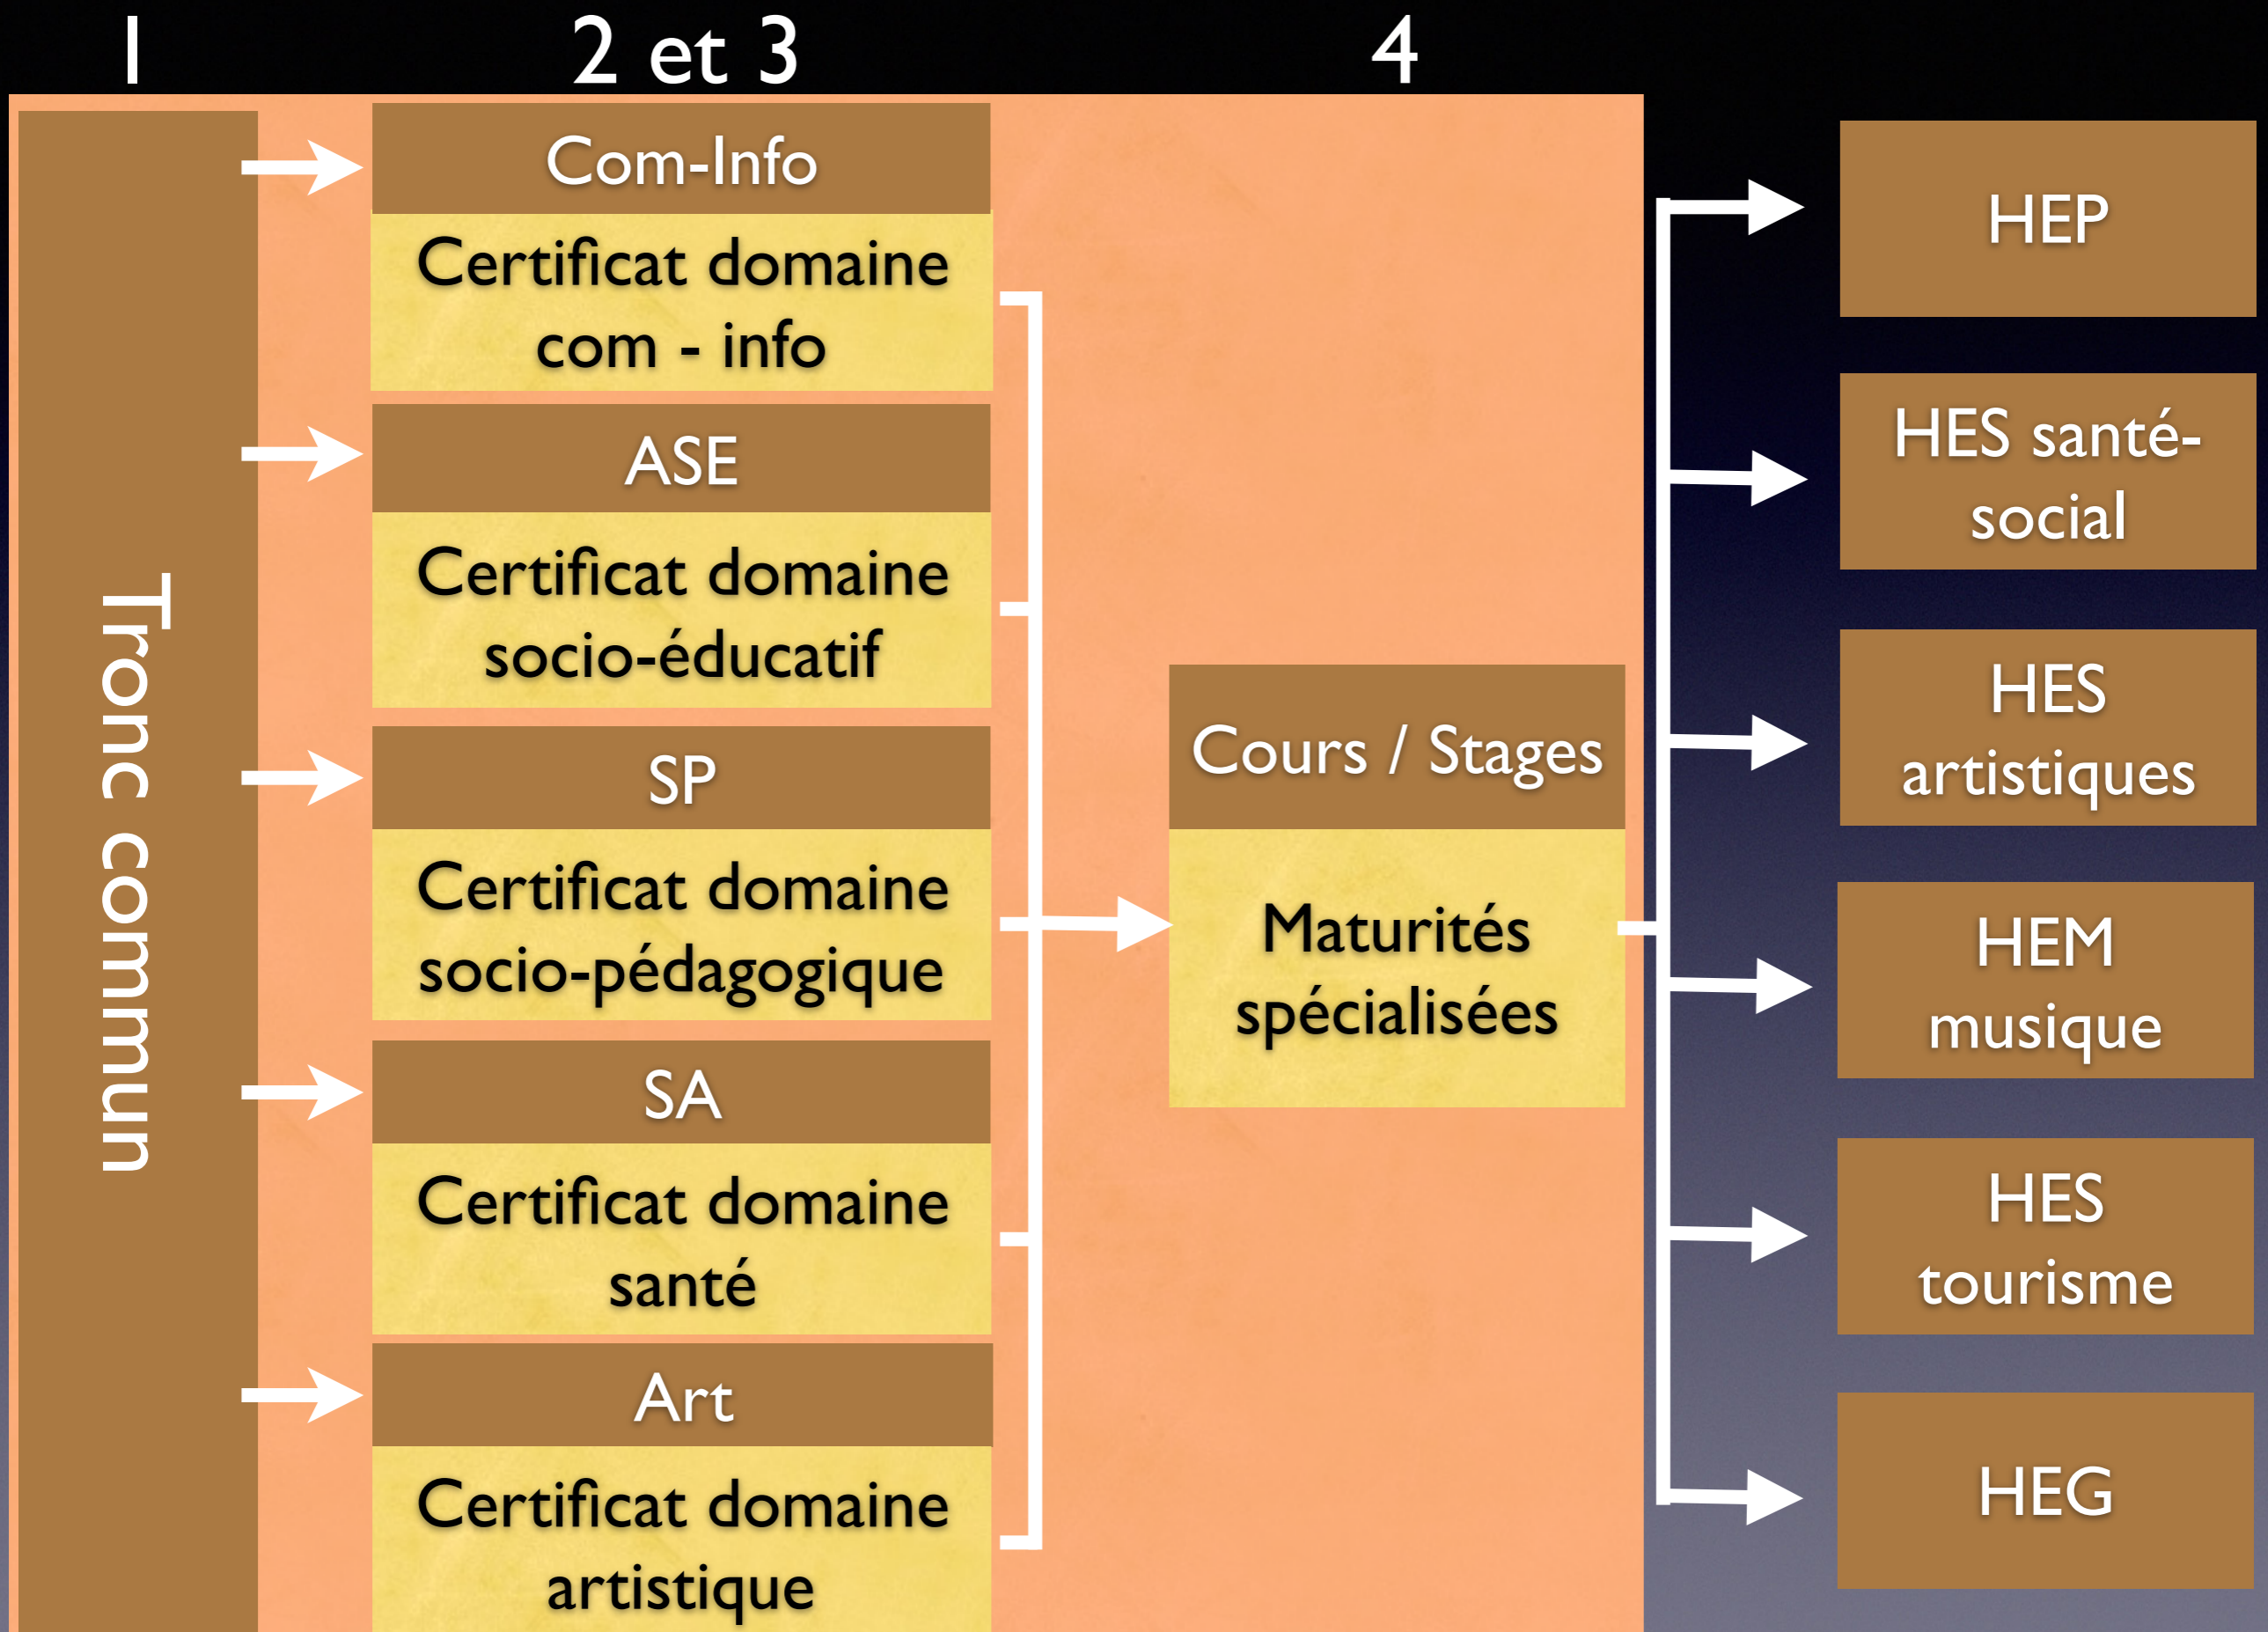 1
2 et 3
4
Tronc commun
Com-Info
Certificat domaine
com - info
ASE
Certificat domaine
socio-éducatif
SP
Certificat domaine
socio-pédagogique
SA
Certificat domaine
santé
Art
Certificat domaine
artistique
Cours / Stages
Maturités
spécialisées
HEP
HES santé-
social
HES
artistiques
HEM
musique
HES
tourisme
HEG